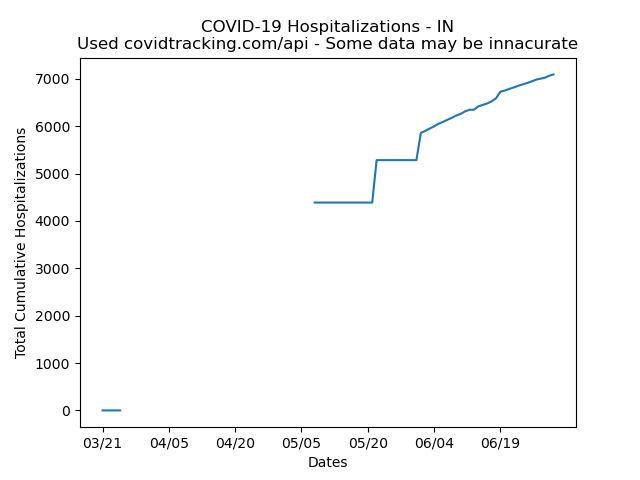 COVID-19 Hospitalizations - IN
Used covidtracking.com/api - Some data may be innacurate
Total Cumulative Hospitalizations
7000
6000
5000
4000
3000
2000
1000
0
03/21 04/05 04/20 05/05 05/20 06/04 06/19
Dates